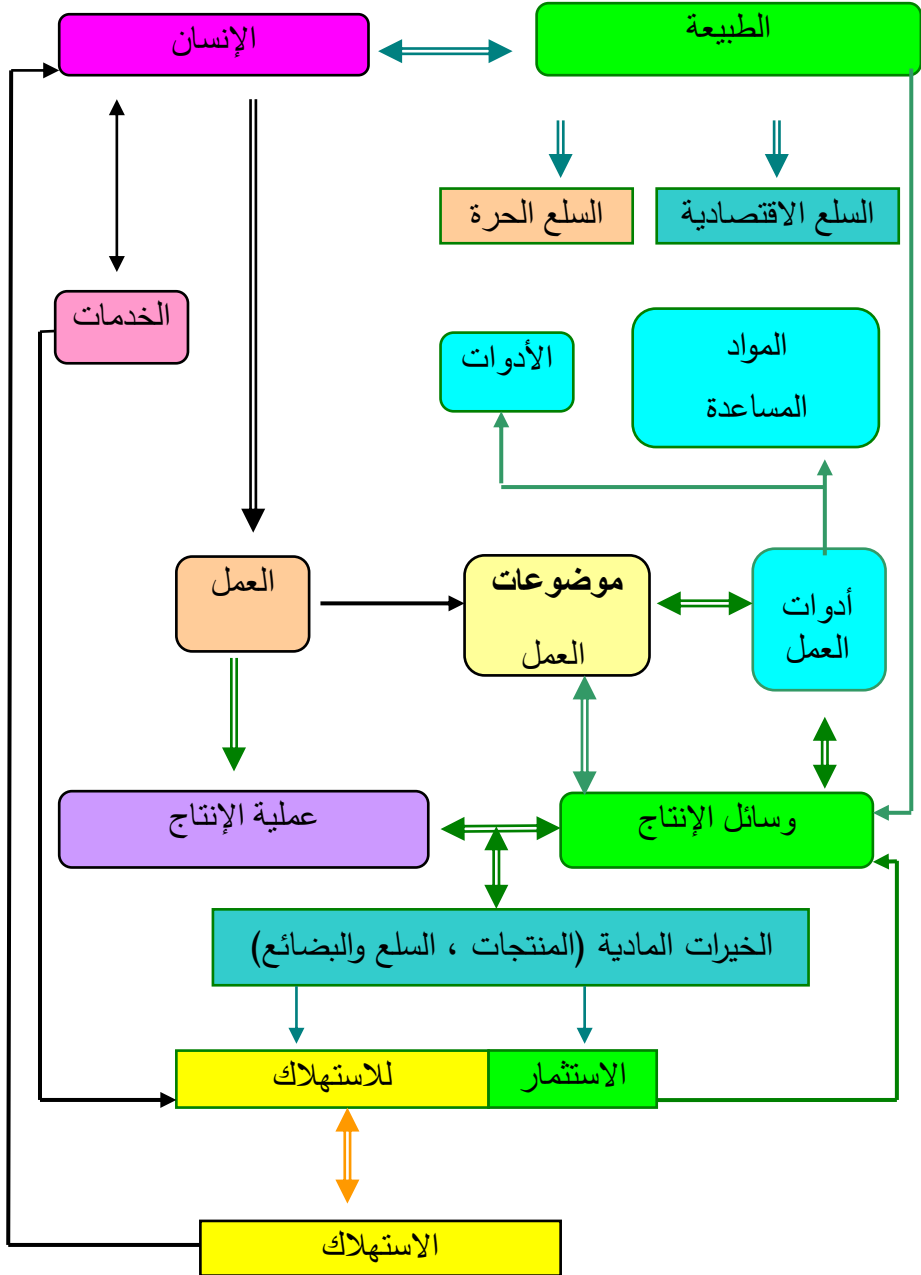 الطبيعة
الإنسان
السلع الاقتصادية
السلع الحرة
الخدمات
المواد
المساعدة
الأدوات
أدوات
العمل
موضوعات
العمل
العمل
وسائل الإنتاج
عملية الإنتاج
الخيرات المادية (المنتجات ، السلع والبضائع)
الاستثمار
للاستهلاك
الاستهلاك